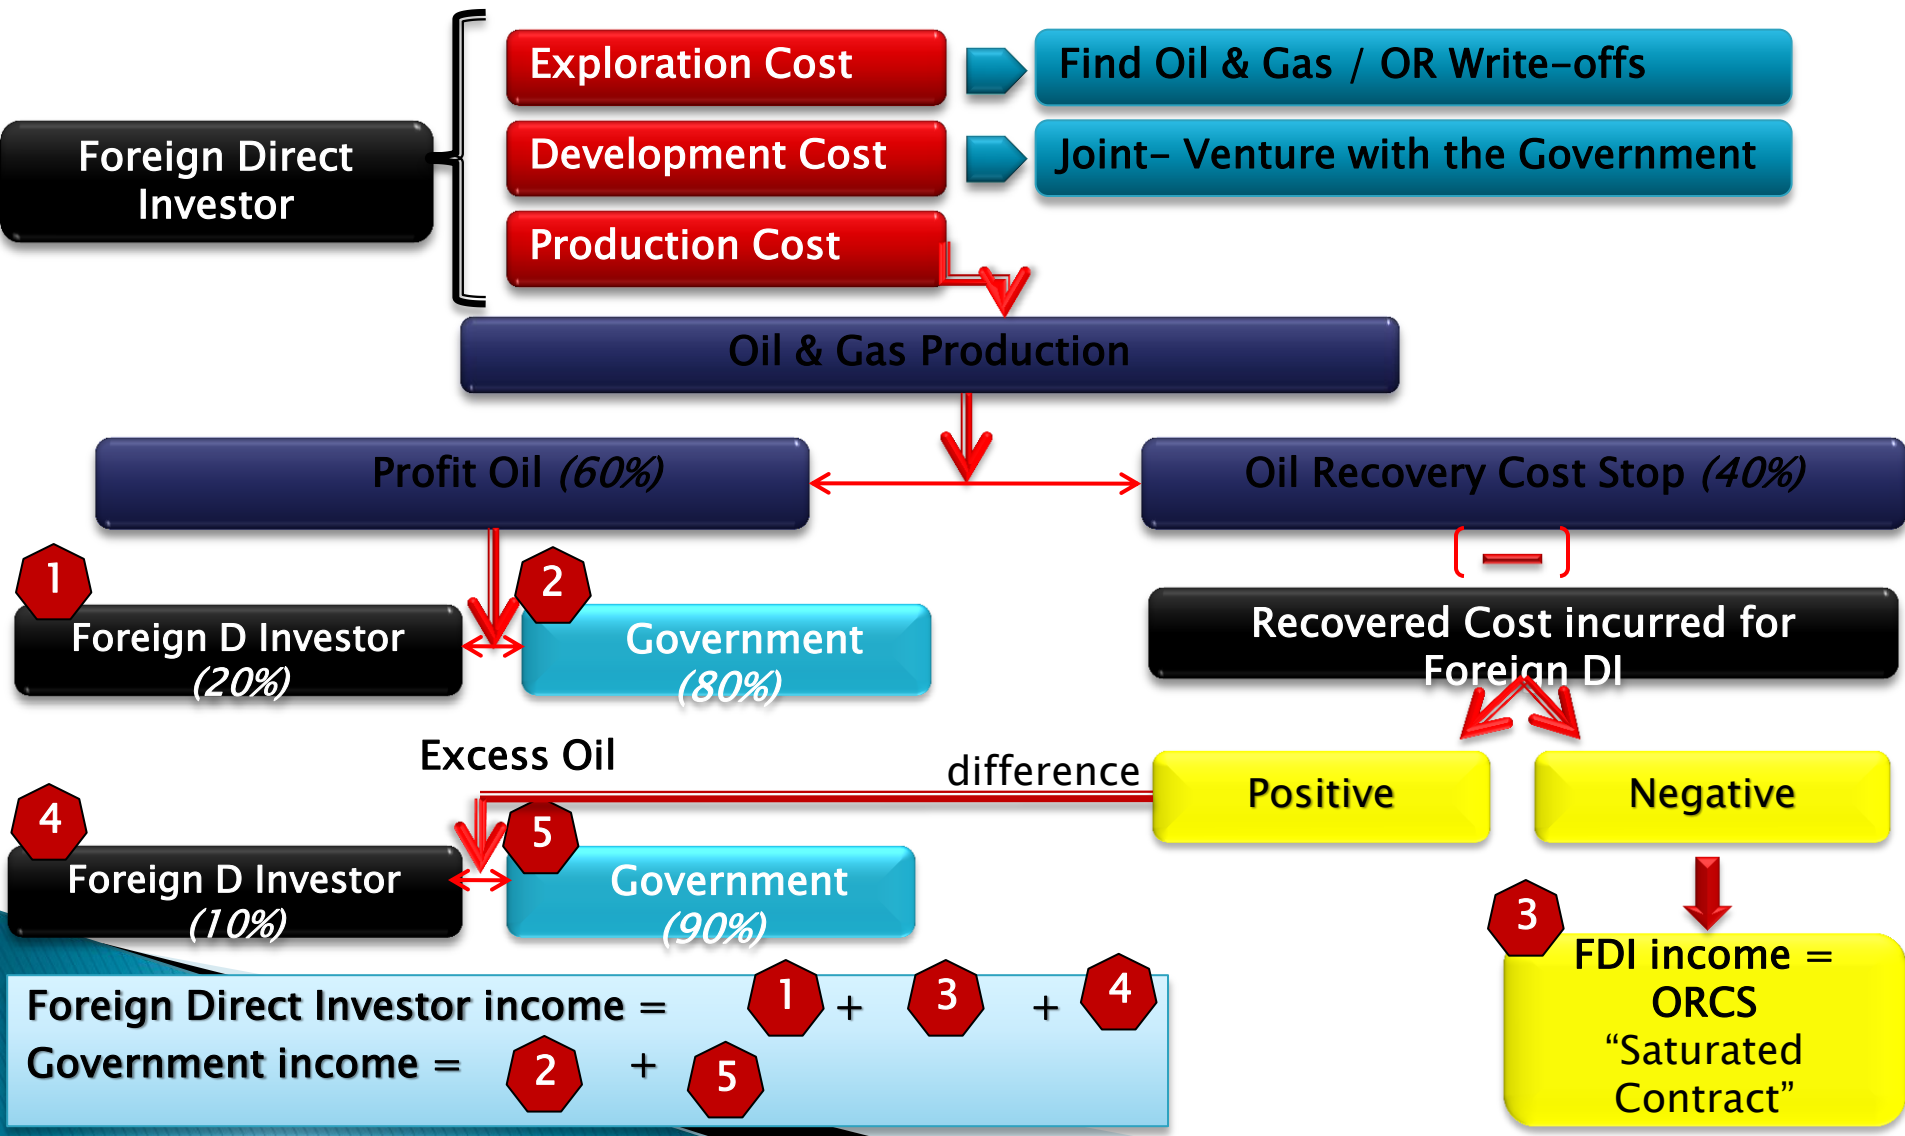 Exploration Cost
Find Oil & Gas / OR Write-offs
Foreign Direct
Investor
Development Cost
Joint- Venture with the Government
Production Cost
Oil & Gas Production
Profit Oil (60%)
Oil Recovery Cost Stop (40%)
1
2
Foreign D Investor
(20%)
Government
(80%)
Recovered Cost incurred for
Foreign DI
Excess Oil
difference
Positive
Negative
4
5
Foreign D Investor
(10%)
Government
(90%)
3
FDI income =
ORCS
“Saturated
Contract”
Foreign Direct Investor income = 1 + 3 + 4
Government income = 2 + 5